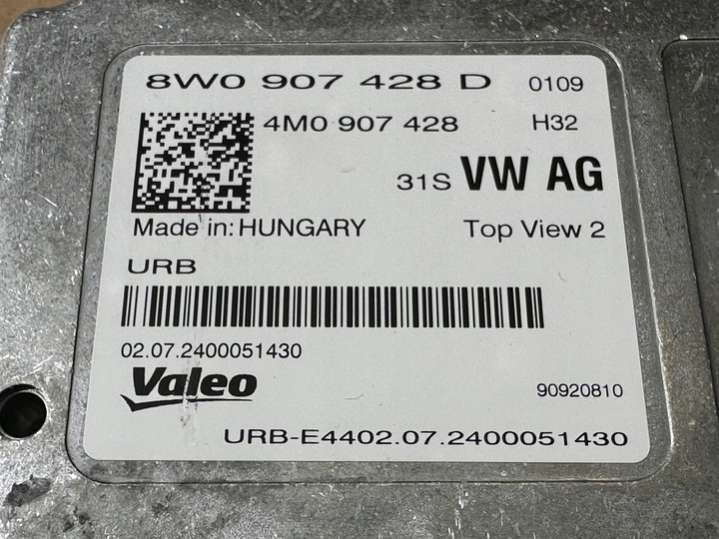 8W0 907 428 D 0109
4M0 907 428 H32
31S VW AG
Made in: HUNGARY Top View 2
URB
02.07.2400051430
Valeo 90920810
URB-E4402.07.2400051430